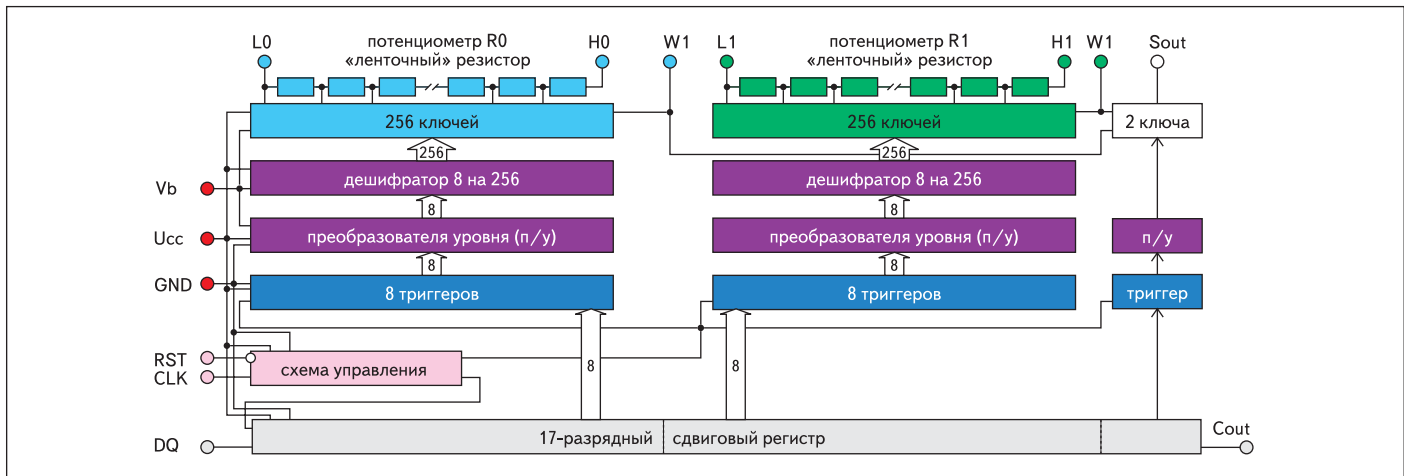 L0
потенциометр R0
«ленточный» резистор
H0
W1
L1
потенциометр R1
«ленточный» резистор
H1
W1
Sout
256 ключей
256 ключей
2 ключа
256
256
Vb
дешифратор 8 на 256
дешифратор 8 на 256
8
8
Ucc
преобразователя уровня (п/у)
преобразователя уровня (п/у)
п/у
8
8
GND
8 триггеров
8 триггеров
триггер
RST
CLK
схема управления
8
8
DQ
17-разрядный сдвиговый регистр
Cout